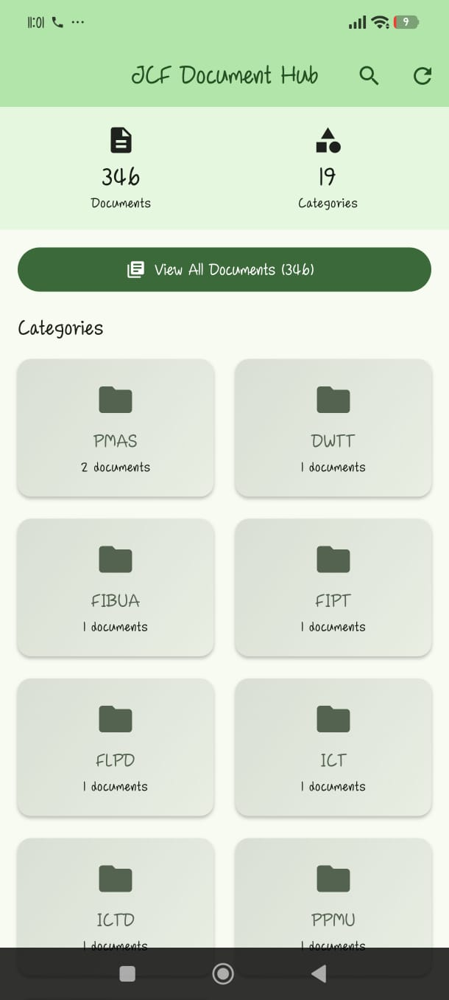 11:01 ... 9
JCF Document Hub
346 19
Documents Categories
View All Documents (346)
Categories
PMAS DWTT
2 documents 1 documents
FIBUA FIPT
1 documents 1 documents
FLPD ICT
1 documents 1 documents
ICTD PPMU
1 documents 1 documents